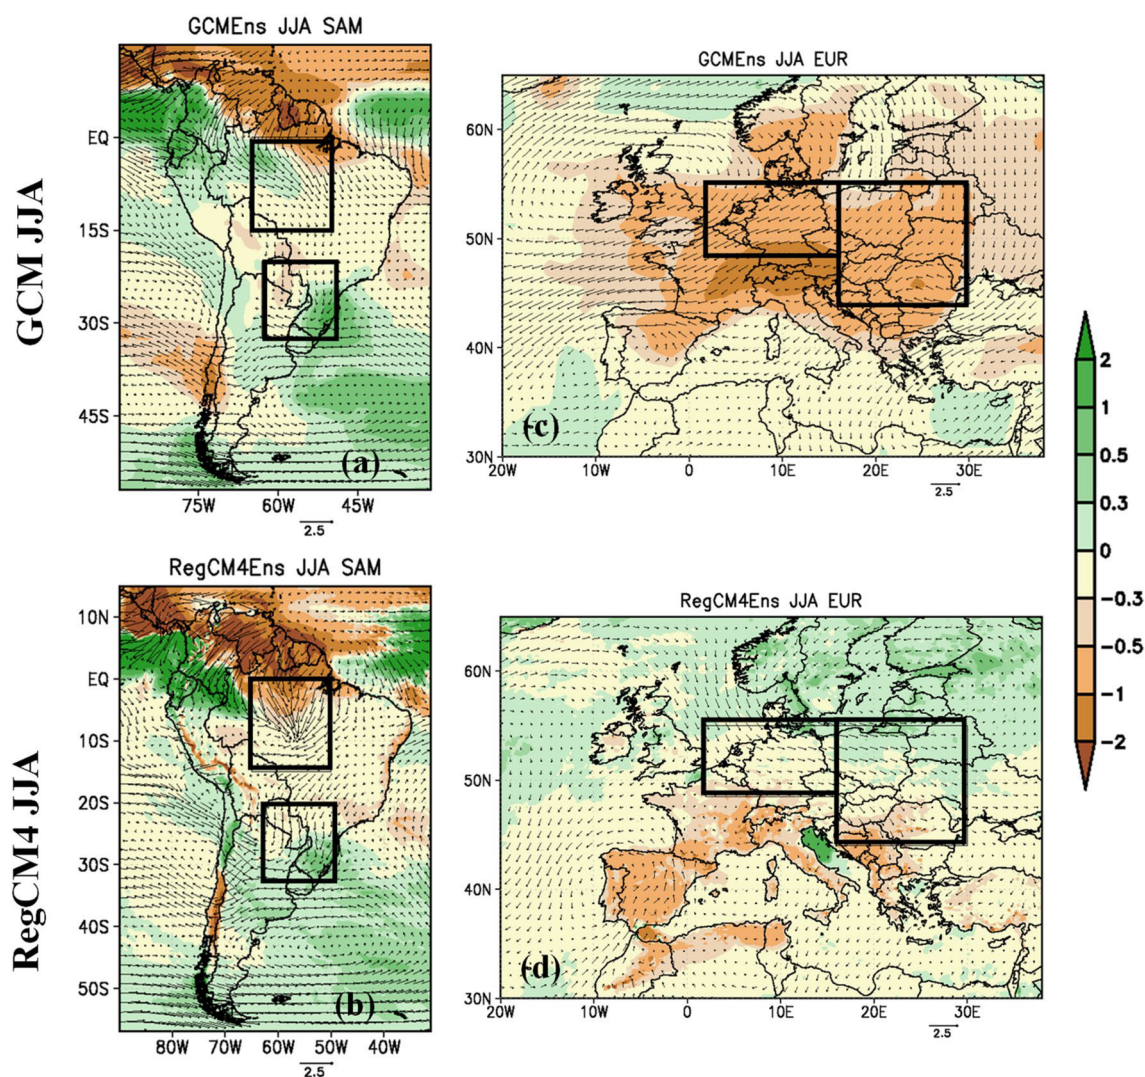 GCM JJA
GCMEns JJA SAM
EQ
15S
30S
45S
(a)
75W 60W 45W
2.5
GCMEns JJA EUR
60N
50N
40N
30N
(c)
20W 10W 0 10E 20E 30E
2.5
2
1
0.5
0.3
0
-0.3
-0.5
-1
-2
RegCM4 JJA
RegCM4Ens JJA SAM
10N
EQ
10S
20S
30S
40S
50S
(b)
80W 70W 60W 50W 40W
2.5
RegCM4Ens JJA EUR
60N
50N
40N
30N
(d)
20W 10W 0 10E 20E 30E
2.5